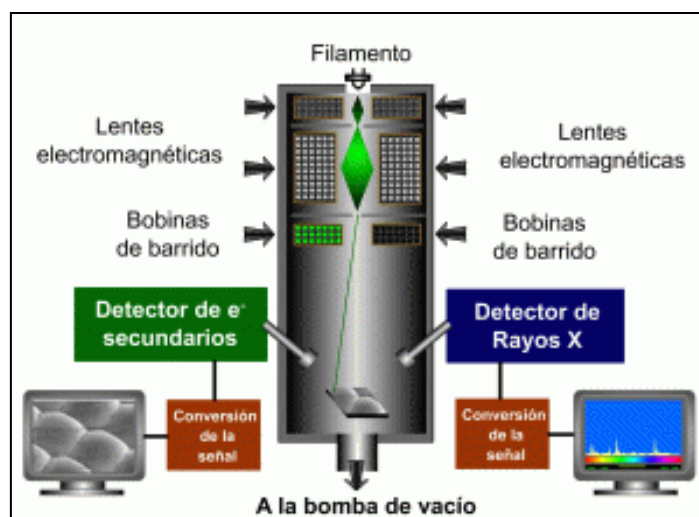 Filamento
Lentes
electromagnéticas
Lentes
electromagnéticas
Bobinas
de barrido
Bobinas
de barrido
Detector de e-
secundarios
Detector de
Rayos X
Conversión
de la
señal
Conversión
de la
señal
A la bomba de vacío